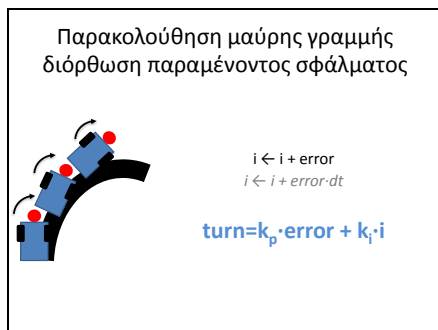 Παρακολούθηση μαύρης γραμμής
διόρθωση παραμένοντος σφάλματος
i ← i + error
i ← i + error·dt
turn=kₚ·error + kᵢ·i